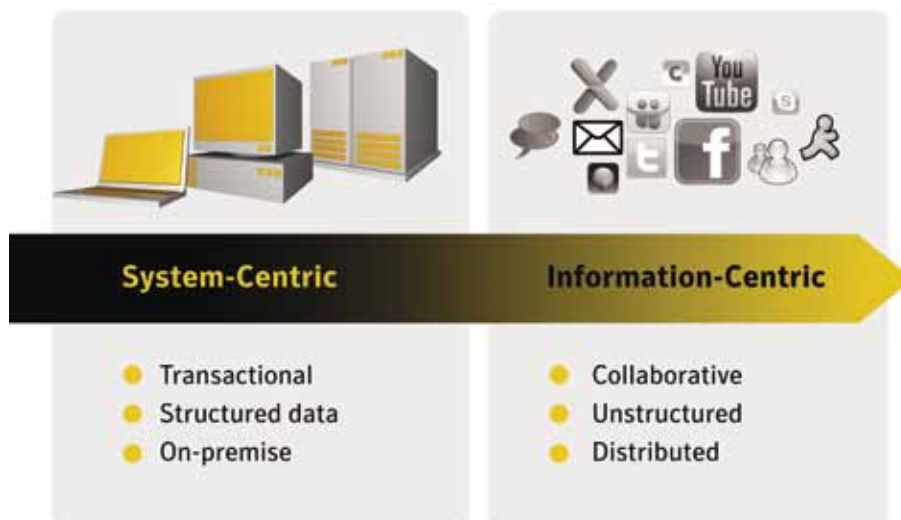 C
You
Tube
S
t
f
System-Centric
Information-Centric
Transactional
Structured data
On-premise
Collaborative
Unstructured
Distributed